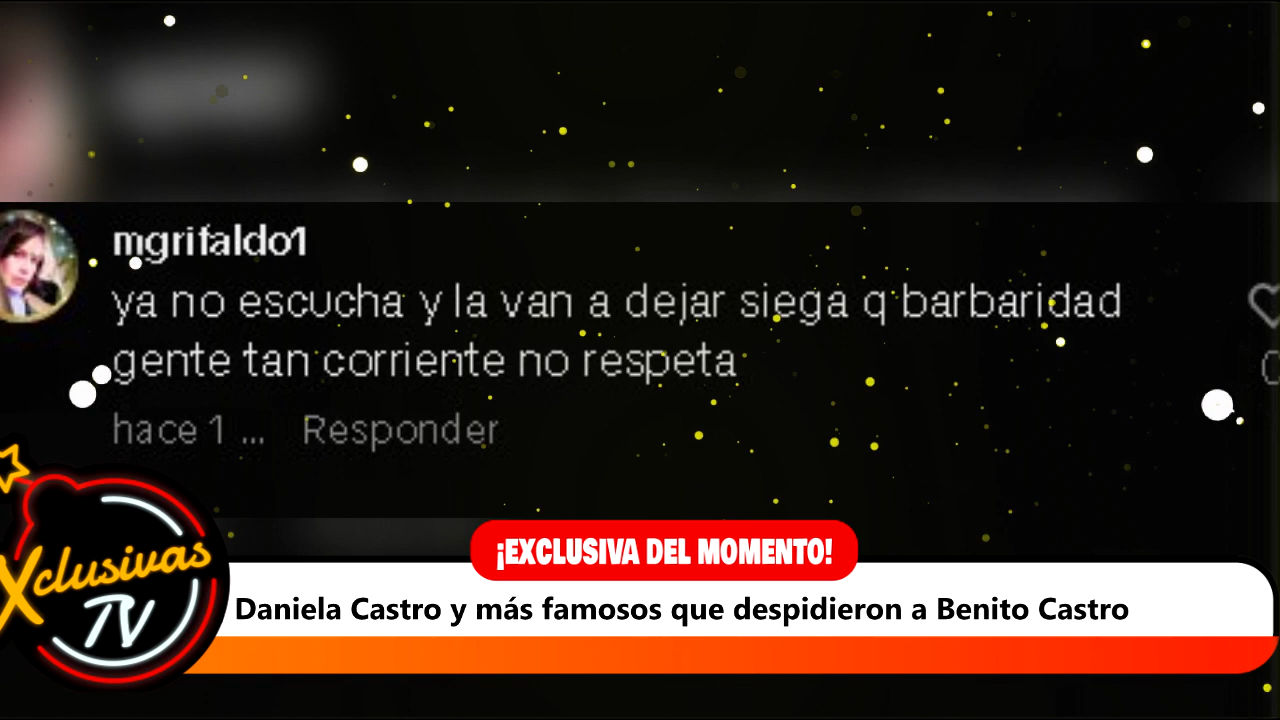 mgrifaldo1
ya no escucha y la van a dejar siega q barbaridad
gente tan corriente no respeta
hace 1 ... Responder
¡EXCLUSIVA DEL MOMENTO!
Xclusivas
TV
Daniela Castro y más famosos que despidieron a Benito Castro